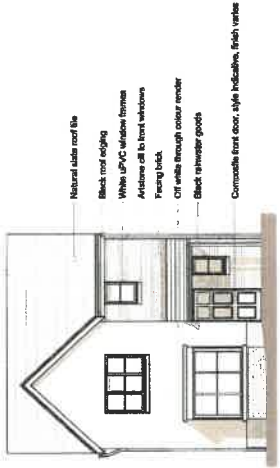 Natural slate roof tile
Black roof edging
White uPVC window frames
Artstone cill to front windows
Facing brick
Off white through colour render
Black rainwater goods
Composite front door, style indicative, finish varies